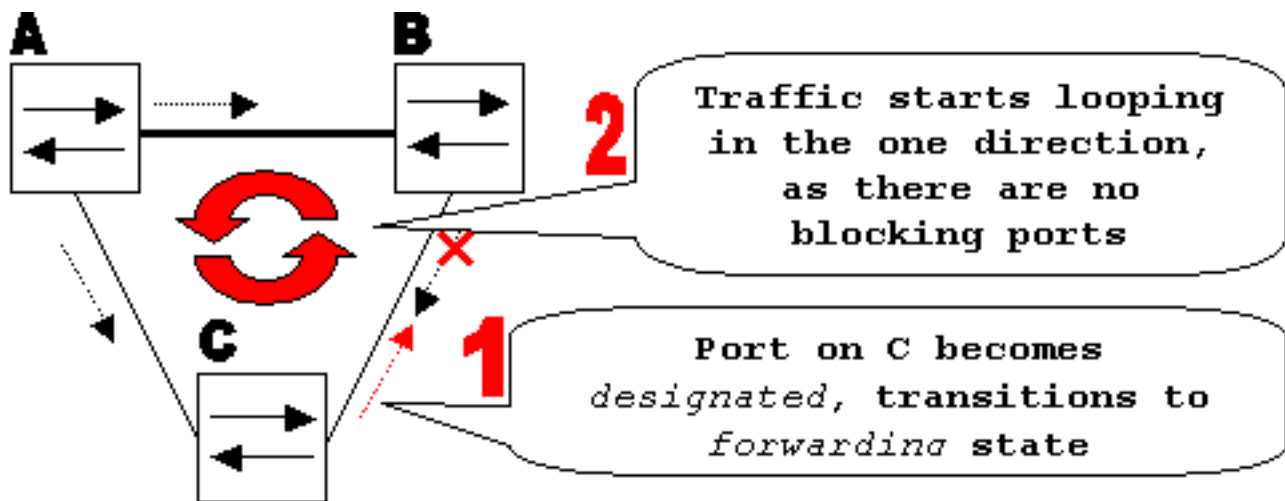 A
B
2
Traffic starts looping
in the one direction,
as there are no
blocking ports
C
1
Port on C becomes
designated, transitions to
forwarding state